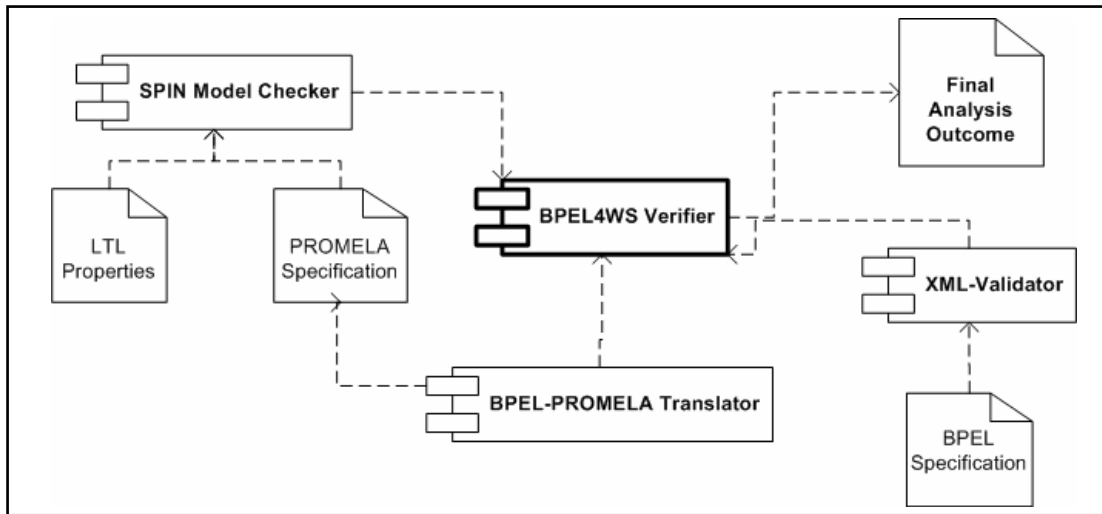 SPIN Model Checker
Final
Analysis
Outcome
LTL
Properties
PROMELA
Specification
BPEL4WS Verifier
XML-Validator
BPEL-PROMELA Translator
BPEL
Specification